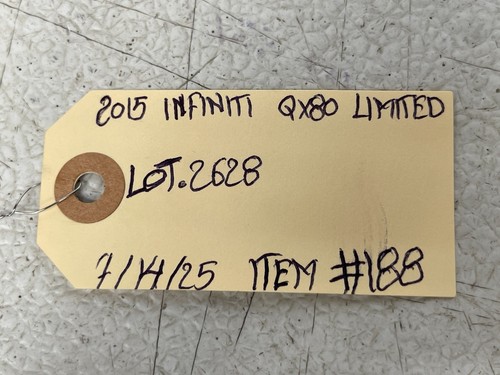 2015 INFINITI QX80 LIMITED
LOT.2628
7/14/25 ITEM #188